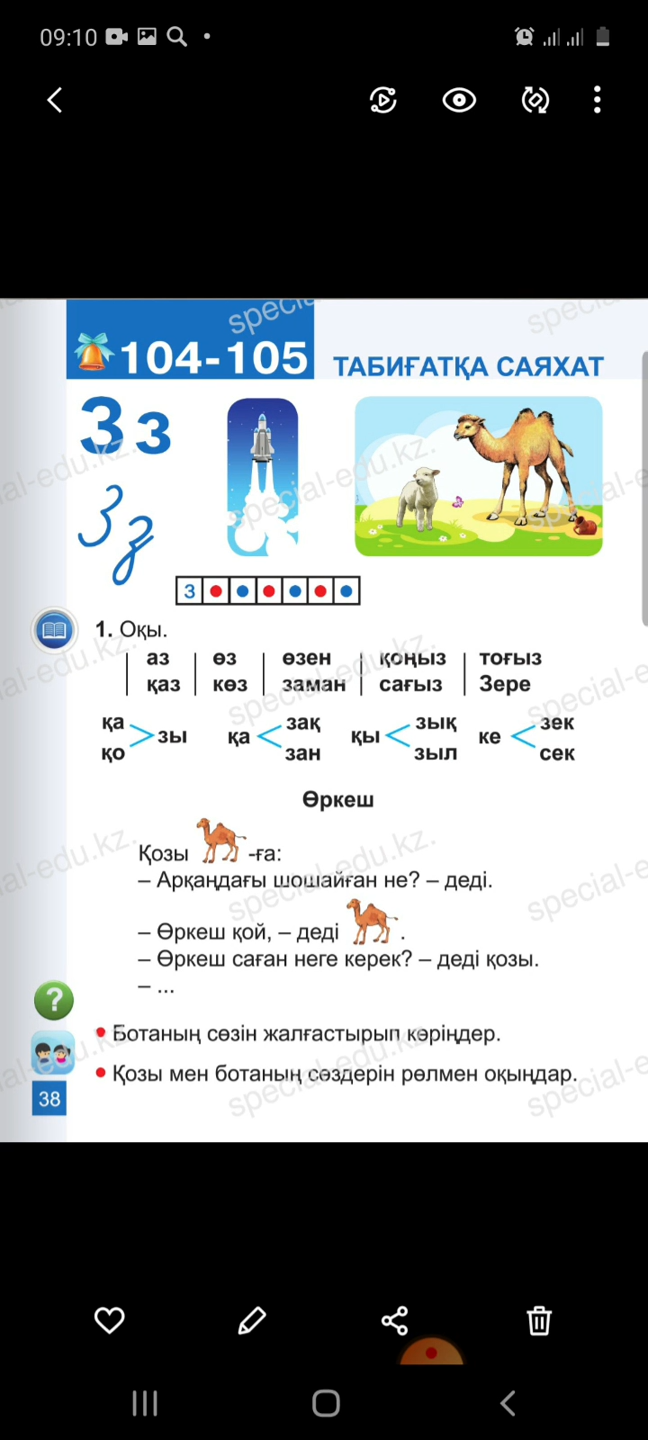 09:10
104-105
ТАБИҒАТҚА САЯХАТ
З з
З з
З
1. Оқы.
аз өз өзен қоңыз тоғыз
қаз көз заман сағыз Зере
қа зақ зық зек
зы қа қы ке
қо зан зыл сек
Өркеш
Қозы -ға:
– Арқаңдағы шошайған не? – деді.
– Өркеш қой, – деді .
– Өркеш саған неге керек? – деді қозы.
– ...
?
• Ботаның сөзін жалғастырып көріңдер.
• Қозы мен ботаның сөздерін рөлмен оқыңдар.
38
special-edu.kz.